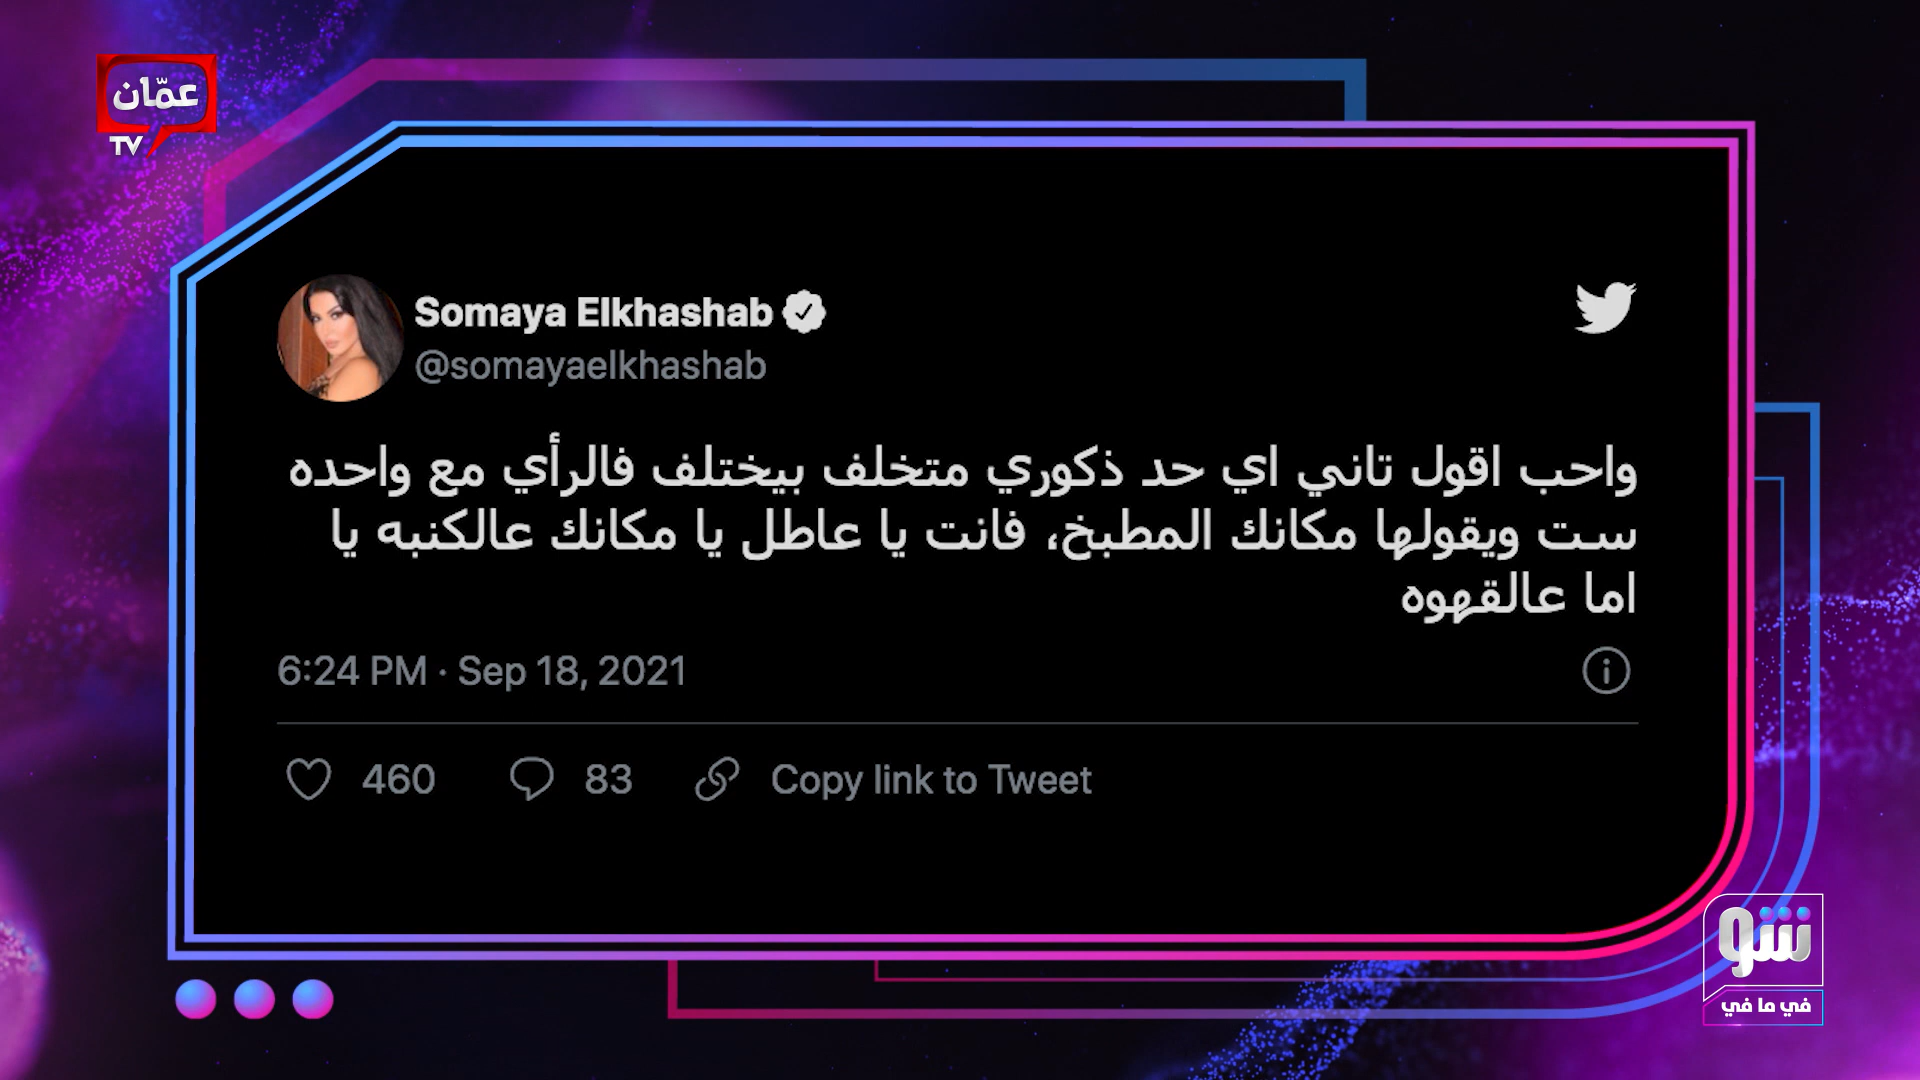 عمّان
TV
Somaya Elkhashab
@somayaelkhashab
واحب اقول تاني اي حد ذكوري متخلف بيختلف فالرأي مع واحده
ست ويقولها مكانك المطبخ، فانت يا عاطل يا مكانك عالكنبه يا
اما عالقهوه
6:24 PM · Sep 18, 2021
460 83 Copy link to Tweet
شو
في ما في